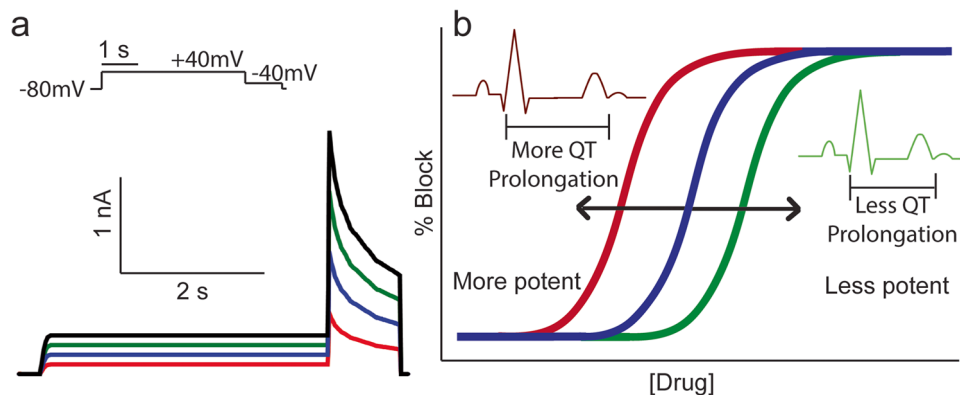 a
1 s
+40mV
-40mV
-80mV
1 nA
2 s
b
% Block
More QT
Prolongation
Less QT
Prolongation
More potent
Less potent
[Drug]